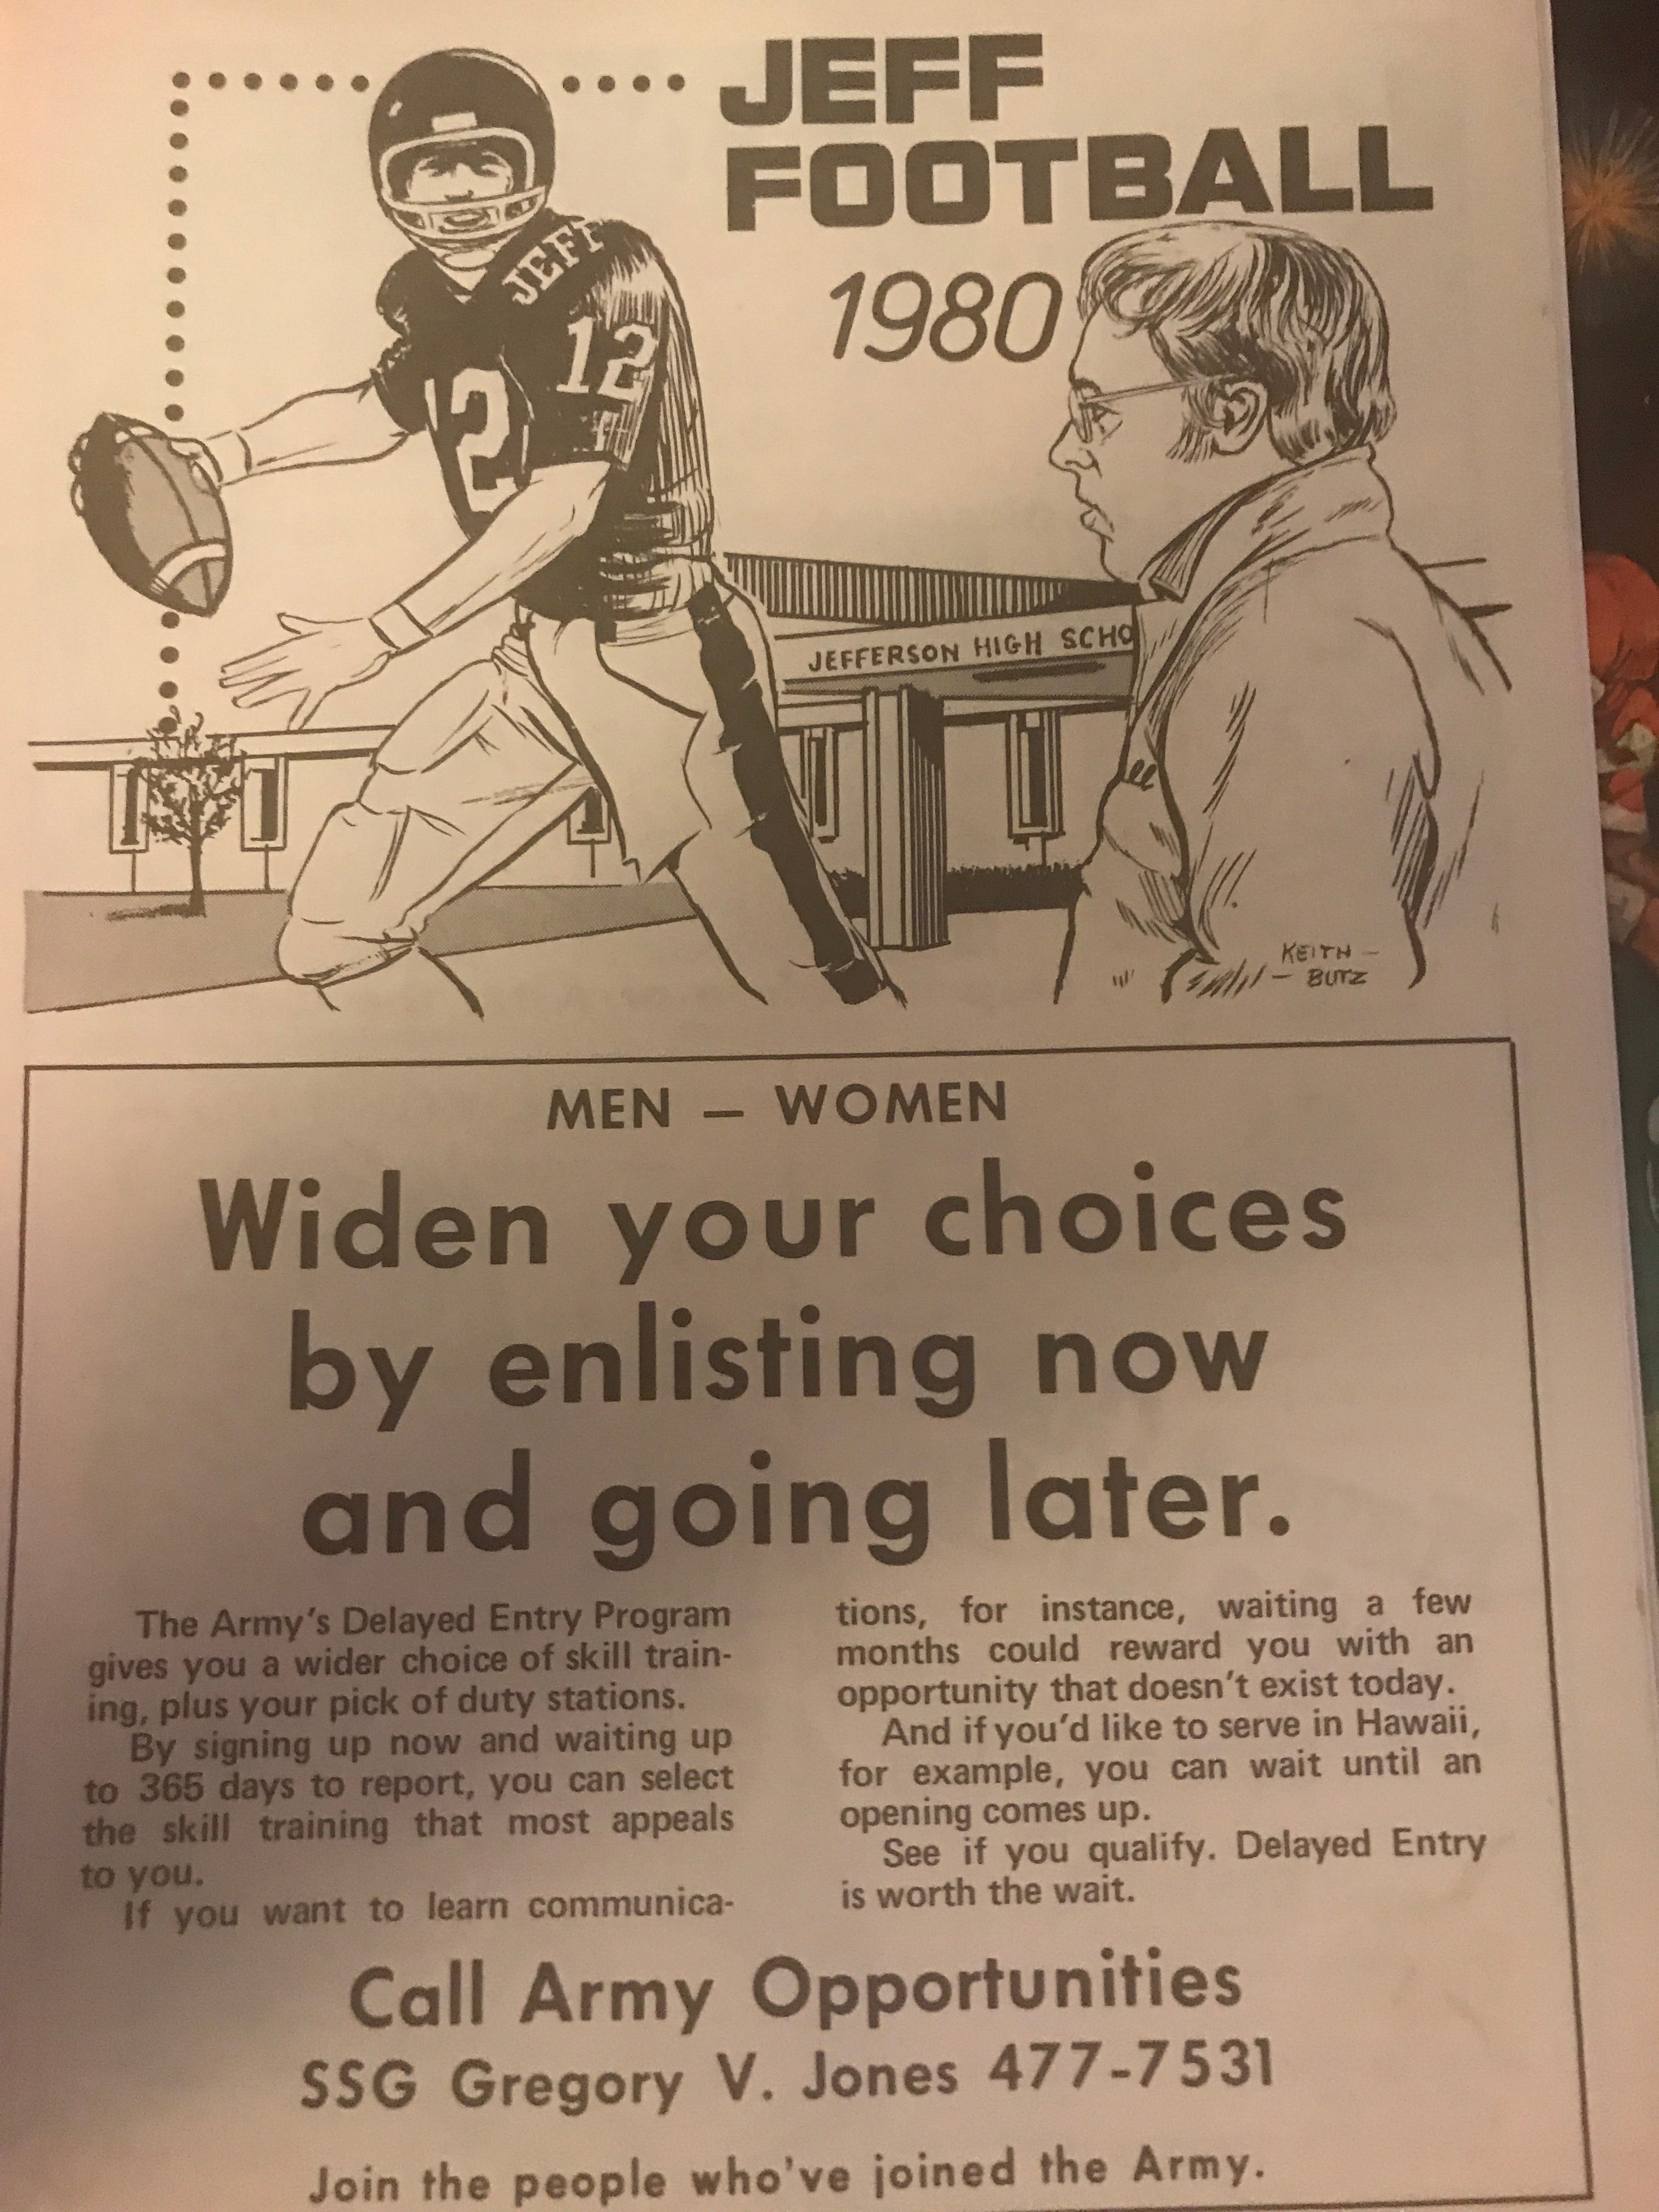 JEFF
FOOTBALL
1980
JEFF
12
12
JEFFERSON HIGH SCHO
KEITH –
– BUTZ
MEN – WOMEN
Widen your choices
by enlisting now
and going later.
The Army's Delayed Entry Program
gives you a wider choice of skill train-
ing, plus your pick of duty stations.
By signing up now and waiting up
to 365 days to report, you can select
the skill training that most appeals
to you.
If you want to learn communica-
tions, for instance, waiting a few
months could reward you with an
opportunity that doesn't exist today.
And if you'd like to serve in Hawaii,
for example, you can wait until an
opening comes up.
See if you qualify. Delayed Entry
is worth the wait.
Call Army Opportunities
SSG Gregory V. Jones 477-7531
Join the people who've joined the Army.